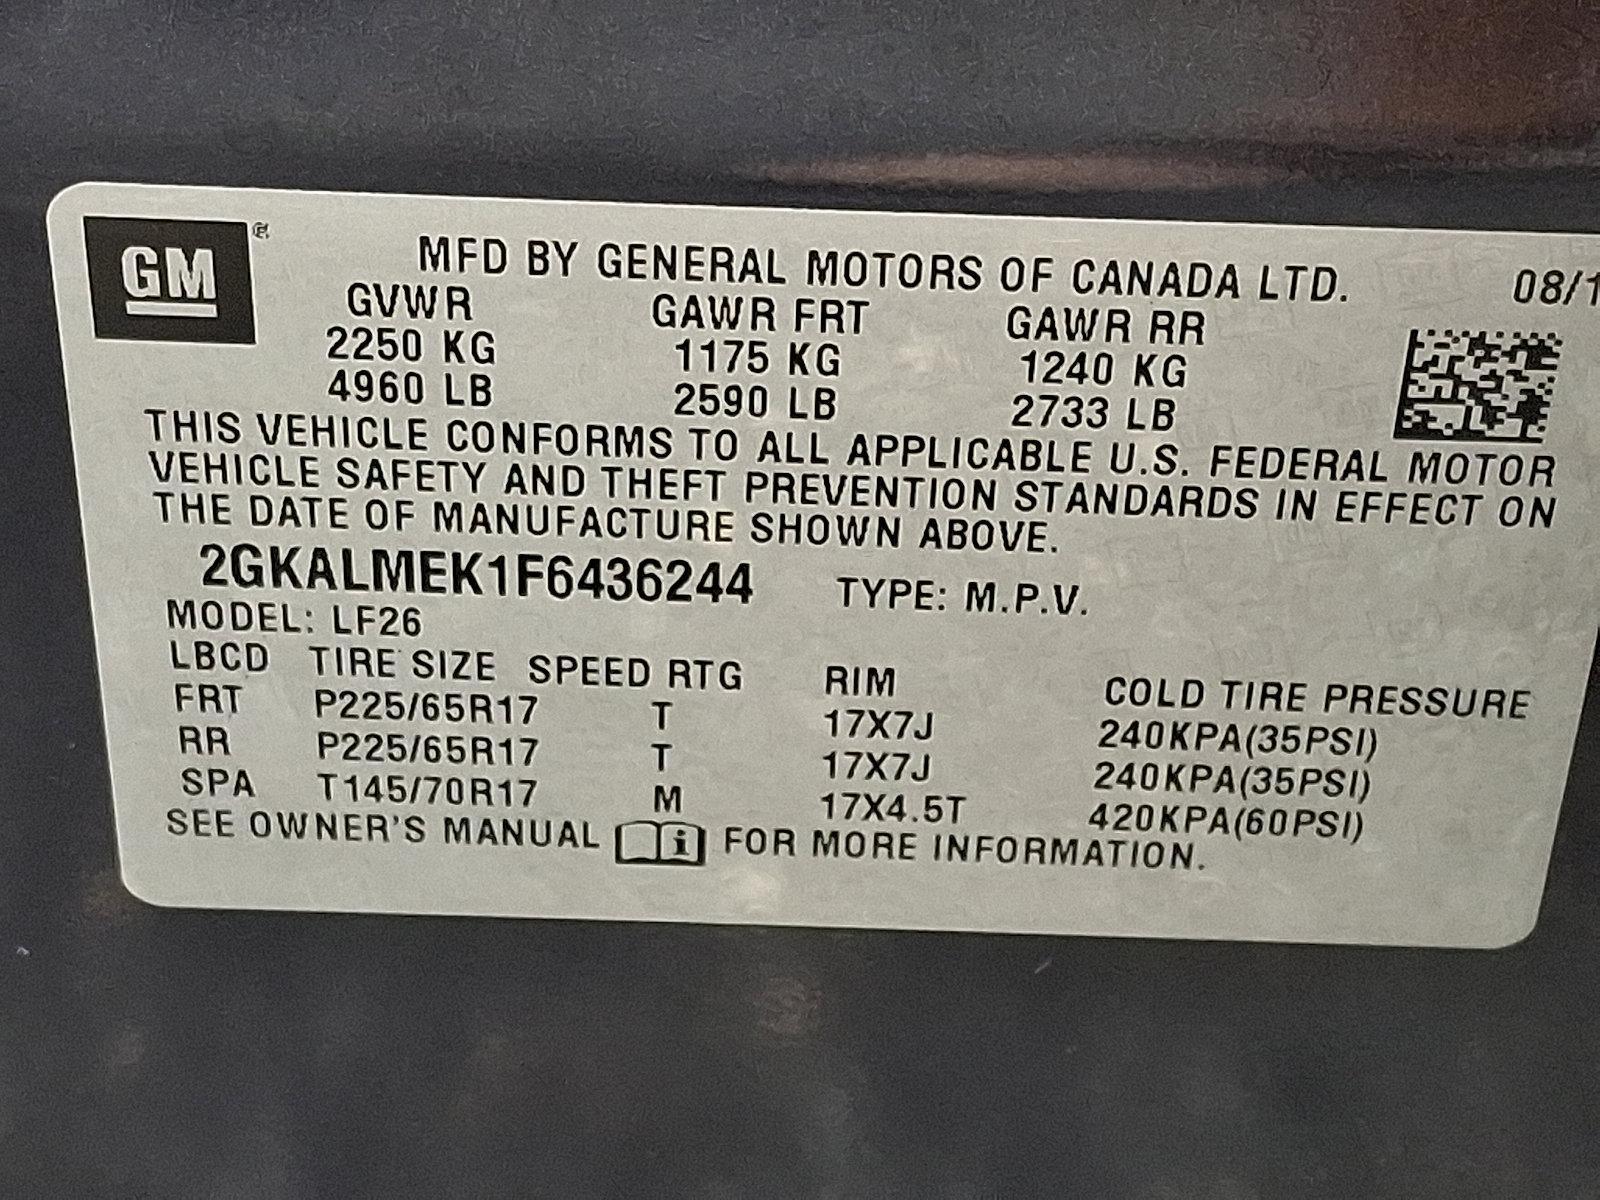 GM
MFD BY GENERAL MOTORS OF CANADA LTD. 08/1
GVWR GAWR FRT GAWR RR
2250 KG 1175 KG 1240 KG
4960 LB 2590 LB 2733 LB
THIS VEHICLE CONFORMS TO ALL APPLICABLE U.S. FEDERAL MOTOR
VEHICLE SAFETY AND THEFT PREVENTION STANDARDS IN EFFECT ON
THE DATE OF MANUFACTURE SHOWN ABOVE.
2GKALMEK1F6436244 TYPE: M.P.V.
MODEL: LF26
LBCD TIRE SIZE SPEED RTG RIM COLD TIRE PRESSURE
FRT P225/65R17 T 17X7J 240KPA(35PSI)
RR P225/65R17 T 17X7J 240KPA(35PSI)
SPA T145/70R17 M 17X4.5T 420KPA(60PSI)
SEE OWNER'S MANUAL i FOR MORE INFORMATION.